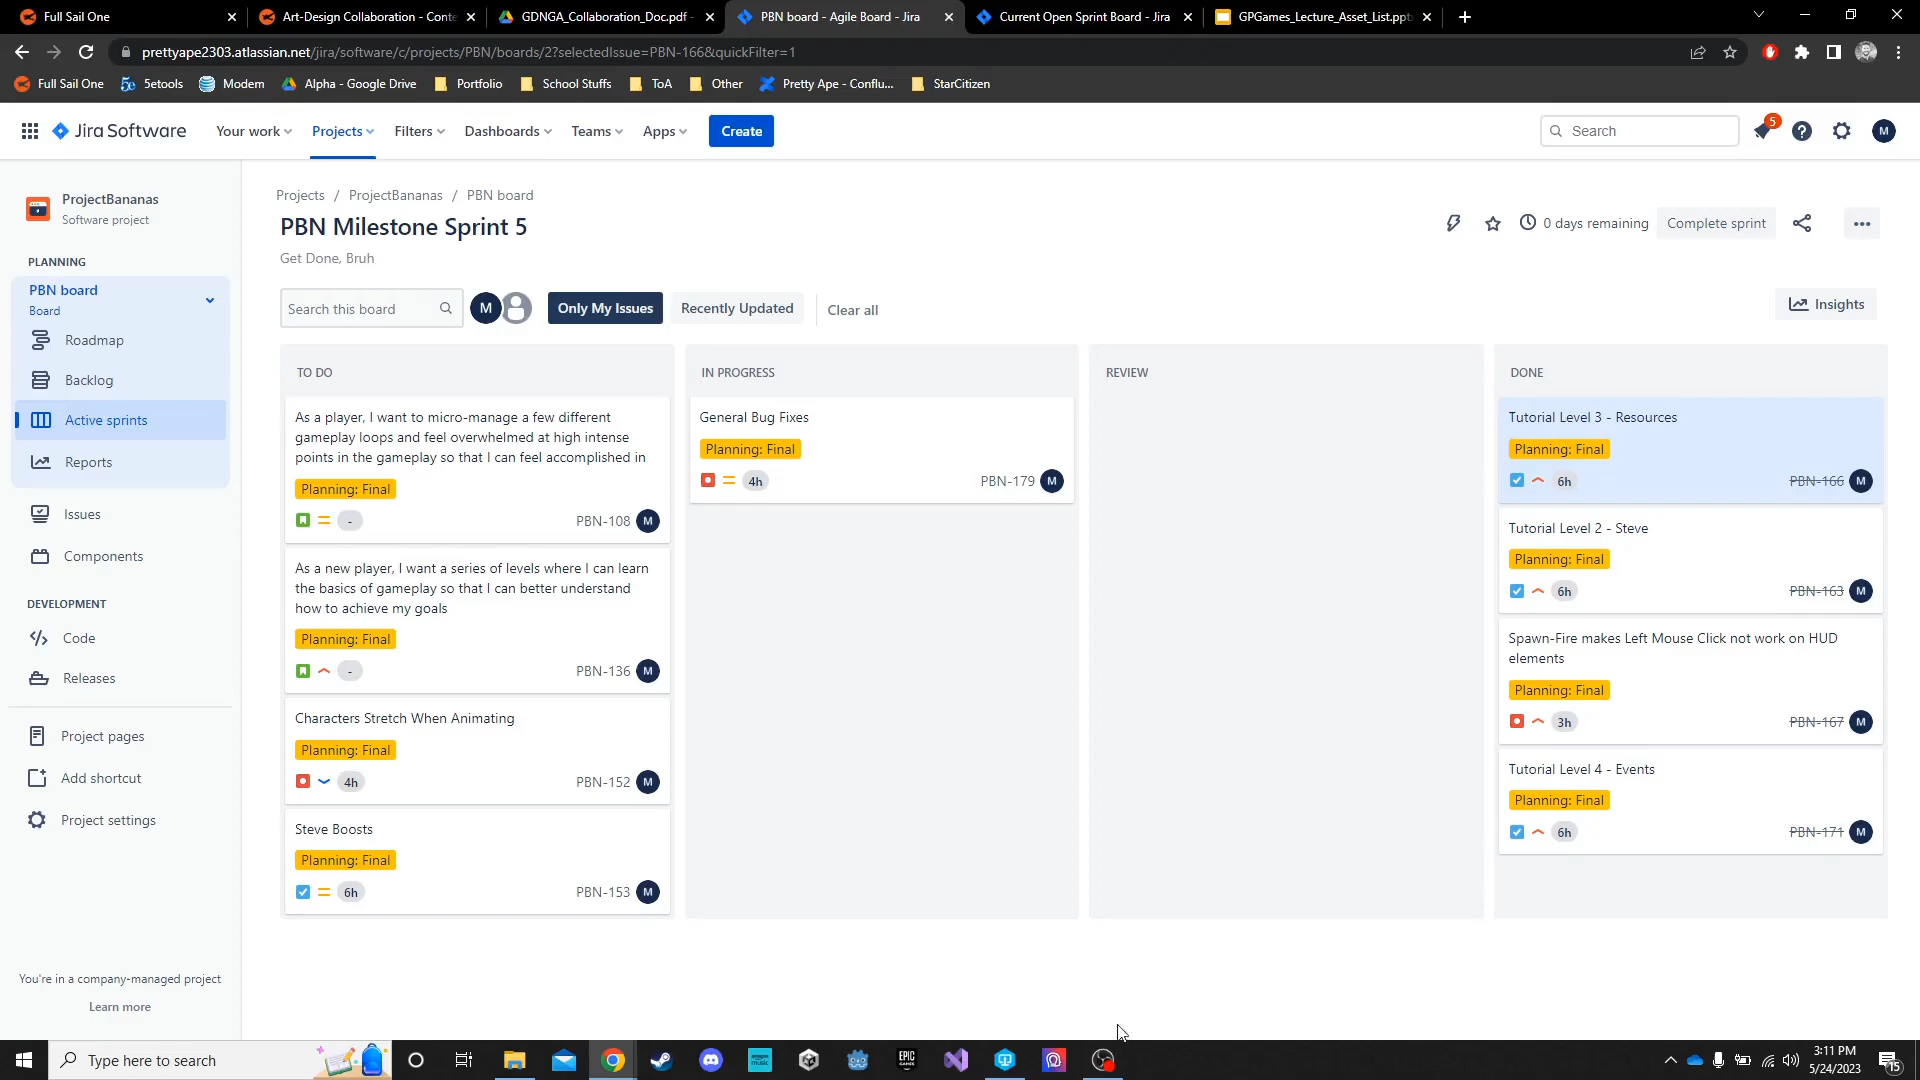 Full Sail One
Art-Design Collaboration - Conte
GDNGA_Collaboration_Doc.pdf -
PBN board - Agile Board - Jira
Current Open Sprint Board - Jira
GPGames_Lecture_Asset_List.ppt
prettyape2303.atlassian.net/jira/software/c/projects/PBN/boards/2?selectedIssue=PBN-166&quickFilter=1
Full Sail One
5etools
Modem
Alpha - Google Drive
Portfolio
School Stuffs
ToA
Other
Pretty Ape - Conflu...
StarCitizen
Jira Software
Your work
Projects
Filters
Dashboards
Teams
Apps
Create
Search
5
M
ProjectBananas
Software project
PLANNING
PBN board
Board
Roadmap
Backlog
Active sprints
Reports
Issues
Components
DEVELOPMENT
Code
Releases
Project pages
Add shortcut
Project settings
You're in a company-managed project
Learn more
Projects / ProjectBananas / PBN board
PBN Milestone Sprint 5
Get Done, Bruh
0 days remaining
Complete sprint
Search this board
M
Only My Issues
Recently Updated
Clear all
Insights
TO DO
As a player, I want to micro-manage a few different
gameplay loops and feel overwhelmed at high intense
points in the gameplay so that I can feel accomplished in
Planning: Final
- PBN-108 M
As a new player, I want a series of levels where I can learn
the basics of gameplay so that I can better understand
how to achieve my goals
Planning: Final
- PBN-136 M
Characters Stretch When Animating
Planning: Final
4h PBN-152 M
Steve Boosts
Planning: Final
6h PBN-153 M
IN PROGRESS
General Bug Fixes
Planning: Final
4h PBN-179 M
REVIEW
DONE
Tutorial Level 3 - Resources
Planning: Final
6h PBN-166 M
Tutorial Level 2 - Steve
Planning: Final
6h PBN-163 M
Spawn-Fire makes Left Mouse Click not work on HUD
elements
Planning: Final
3h PBN-167 M
Tutorial Level 4 - Events
Planning: Final
6h PBN-171 M
Type here to search
amazon
music
EPIC
GAMES
3:11 PM
5/24/2023
15